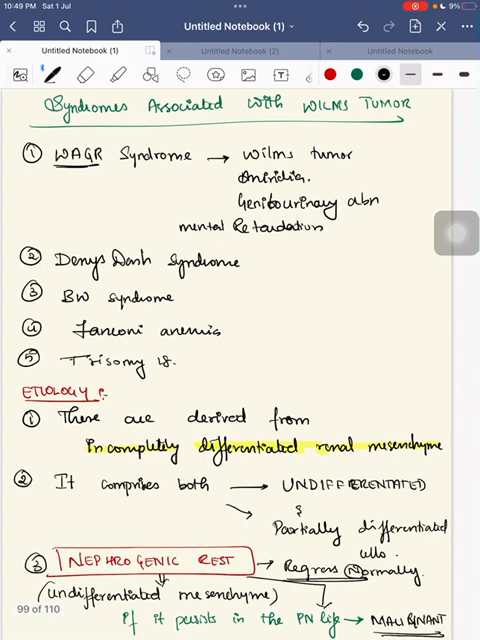 10:49 PM Sat 1 Jul
9%
Untitled Notebook (1)
Untitled Notebook (1)
Untitled Notebook (2)
Untitled Notebook
Syndromes Associated with WILMS TUMOR
① WAGR Syndrome → Wilms tumor
Aniridia.
Genitourinary abn
mental Retardation
② Denys Dash Syndrome
③ BW syndrome
④ Fanconi anemia
⑤ Trisomy 18.
ETIOLOGY :-
① There are derived from
Incompletely differentiated renal mesenchyme
② It comprises both → UNDIFFERENTATED
&
→ Partially differentiated
cells.
③ NEPHROGENIC REST → Regress Normally.
(undifferentiated mesenchyme)
If it persists in the PN life → MALIGNANT
99 of 110